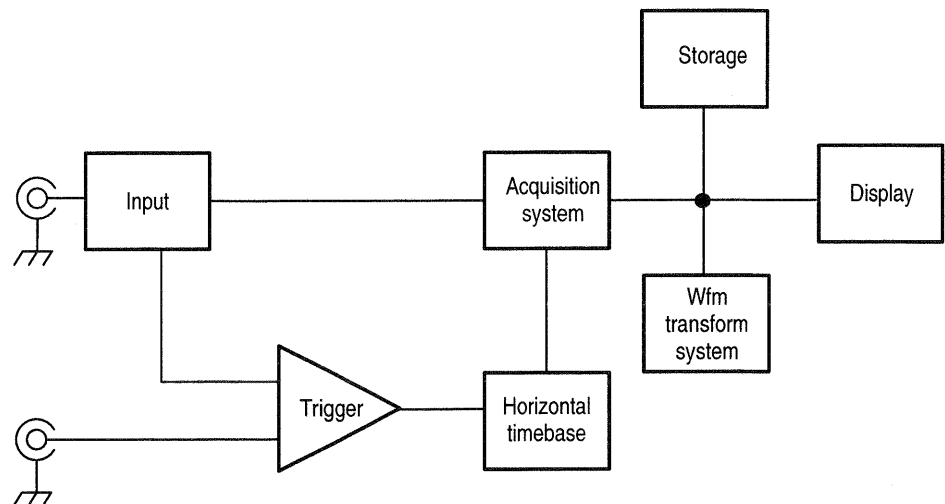 Storage
Input
Acquisition
system
Display
Wfm
transform
system
Trigger
Horizontal
timebase